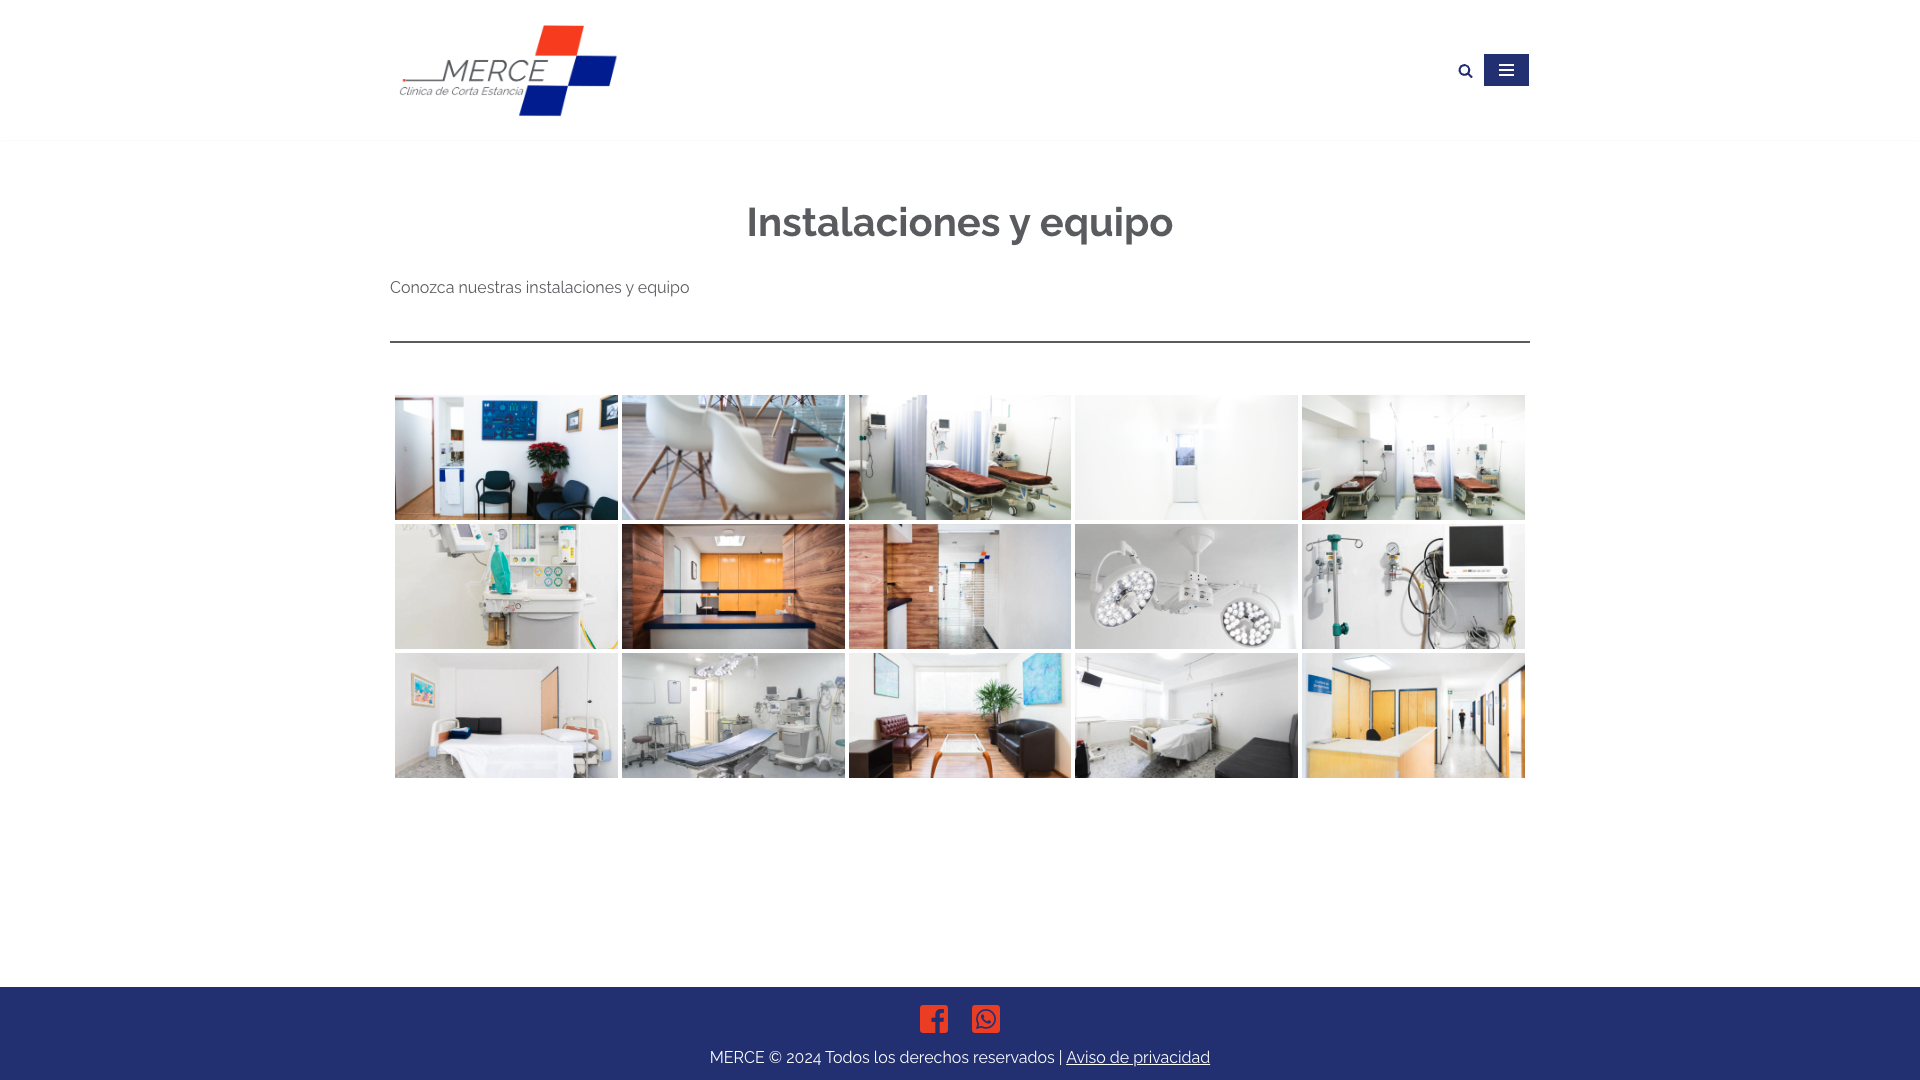 MERCE
Clínica de Corta Estancia
Instalaciones y equipo
Conozca nuestras instalaciones y equipo
MERCE © 2024 Todos los derechos reservados | Aviso de privacidad